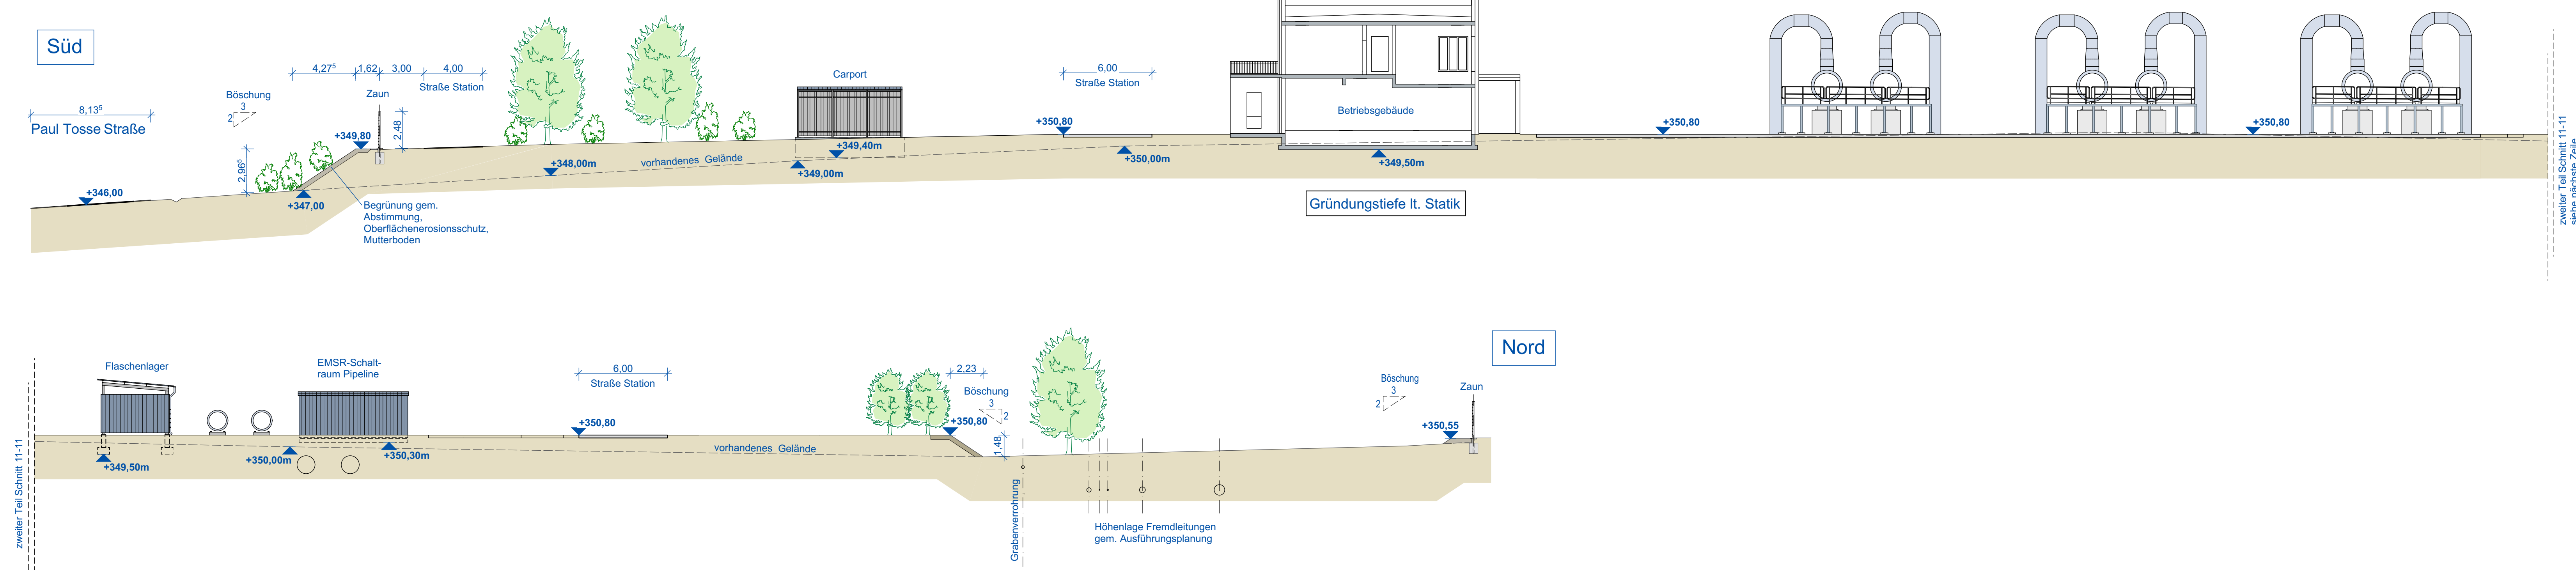 Süd
8,13⁵
Paul Tosse Straße
+346,00
Böschung
3
2
2,96⁵
4,27⁵
1,62
3,00
4,00
Straße Station
Zaun
+349,80
2,48
+347,00
Begrünung gem.
Abstimmung,
Oberflächenerosionsschutz,
Mutterboden
+348,00m
vorhandenes Gelände
Carport
+349,40m
+349,00m
6,00
Straße Station
+350,80
+350,00m
Betriebsgebäude
+349,50m
Gründungstiefe lt. Statik
+350,80
+350,80
zweiter Teil Schnitt 11-11
siehe nächste Zeile
zweiter Teil Schnitt 11-11
Flaschenlager
+349,50m
EMSR-Schalt-
raum Pipeline
+350,00m
+350,30m
6,00
Straße Station
+350,80
vorhandenes Gelände
2,23
Böschung
3
2
+350,80
1,48
Grabenverrohrung
Höhenlage Fremdleitungen
gem. Ausführungsplanung
Böschung
3
2
Zaun
+350,55
Nord